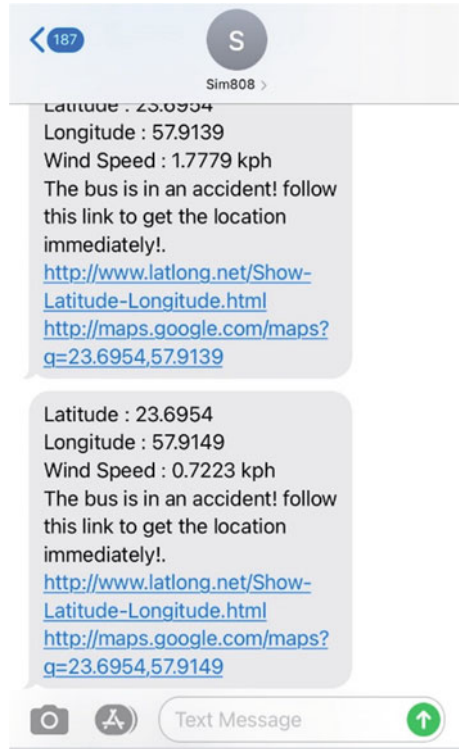 187
S
Sim808 >
Latitude : 23.6954
Longitude : 57.9139
Wind Speed : 1.7779 kph
The bus is in an accident! follow
this link to get the location
immediately!.
http://www.latlong.net/Show-
Latitude-Longitude.html
http://maps.google.com/maps?
q=23.6954,57.9139
Latitude : 23.6954
Longitude : 57.9149
Wind Speed : 0.7223 kph
The bus is in an accident! follow
this link to get the location
immediately!.
http://www.latlong.net/Show-
Latitude-Longitude.html
http://maps.google.com/maps?
q=23.6954,57.9149
Text Message